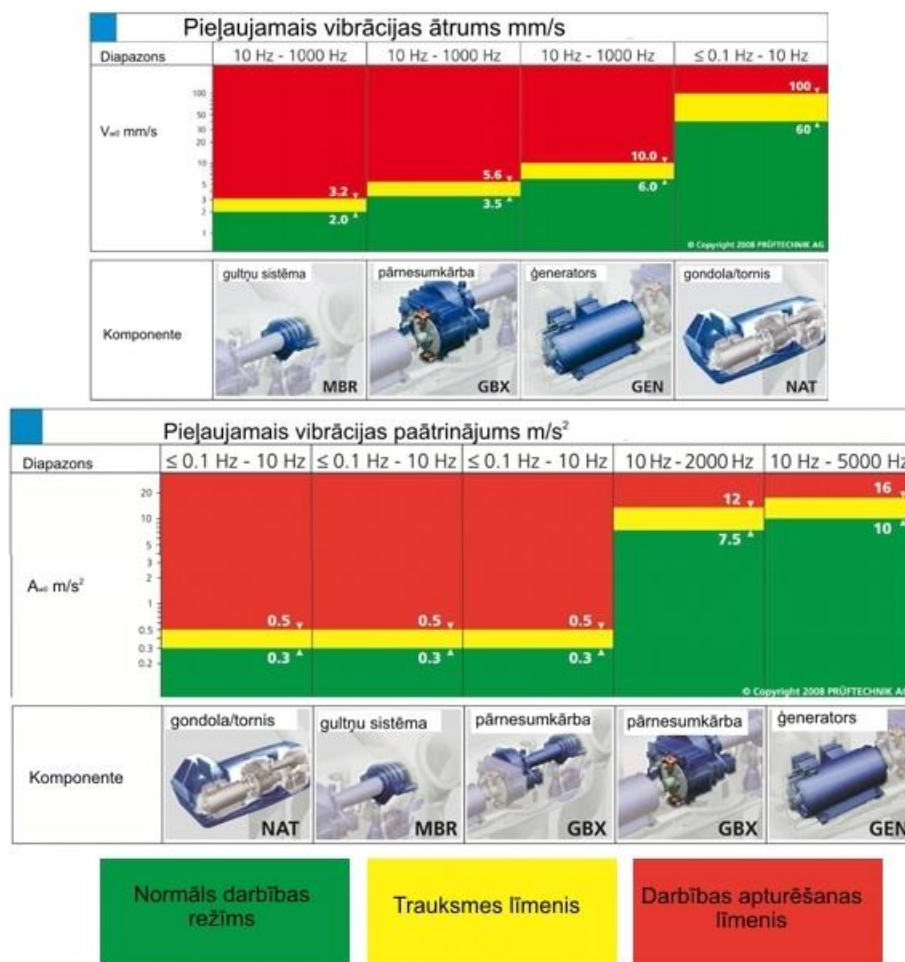 Pieļaujamais vibrācijas ātrums mm/s
Diapazons 10 Hz - 1000 Hz 10 Hz - 1000 Hz 10 Hz - 1000 Hz ≤ 0.1 Hz - 10 Hz
mm/s
100
50
30
20
10
5
3
2
1
3.2
2.0
5.6
3.5
10.0
6.0
100
60
© Copyright 2008 PRÜFTECHNIK AG
Komponente
gultņu sistēma
MBR
pārnesumkārba
GBX
ģenerators
GEN
gondola/tornis
NAT
Pieļaujamais vibrācijas paātrinājums m/s²
Diapazons ≤ 0.1 Hz - 10 Hz ≤ 0.1 Hz - 10 Hz ≤ 0.1 Hz - 10 Hz 10 Hz - 2000 Hz 10 Hz - 5000 Hz
m/s²
20
10
5
3
2
1
0.5
0.3
0.2
0.5
0.3
0.5
0.3
0.5
0.3
12
7.5
16
10
© Copyright 2008 PRÜFTECHNIK AG
Komponente
gondola/tornis
NAT
gultņu sistēma
MBR
pārnesumkārba
GBX
pārnesumkārba
GBX
ģenerators
GEN
Normāls darbības
režīms
Trauksmes līmenis
Darbības apturēšanas
līmenis